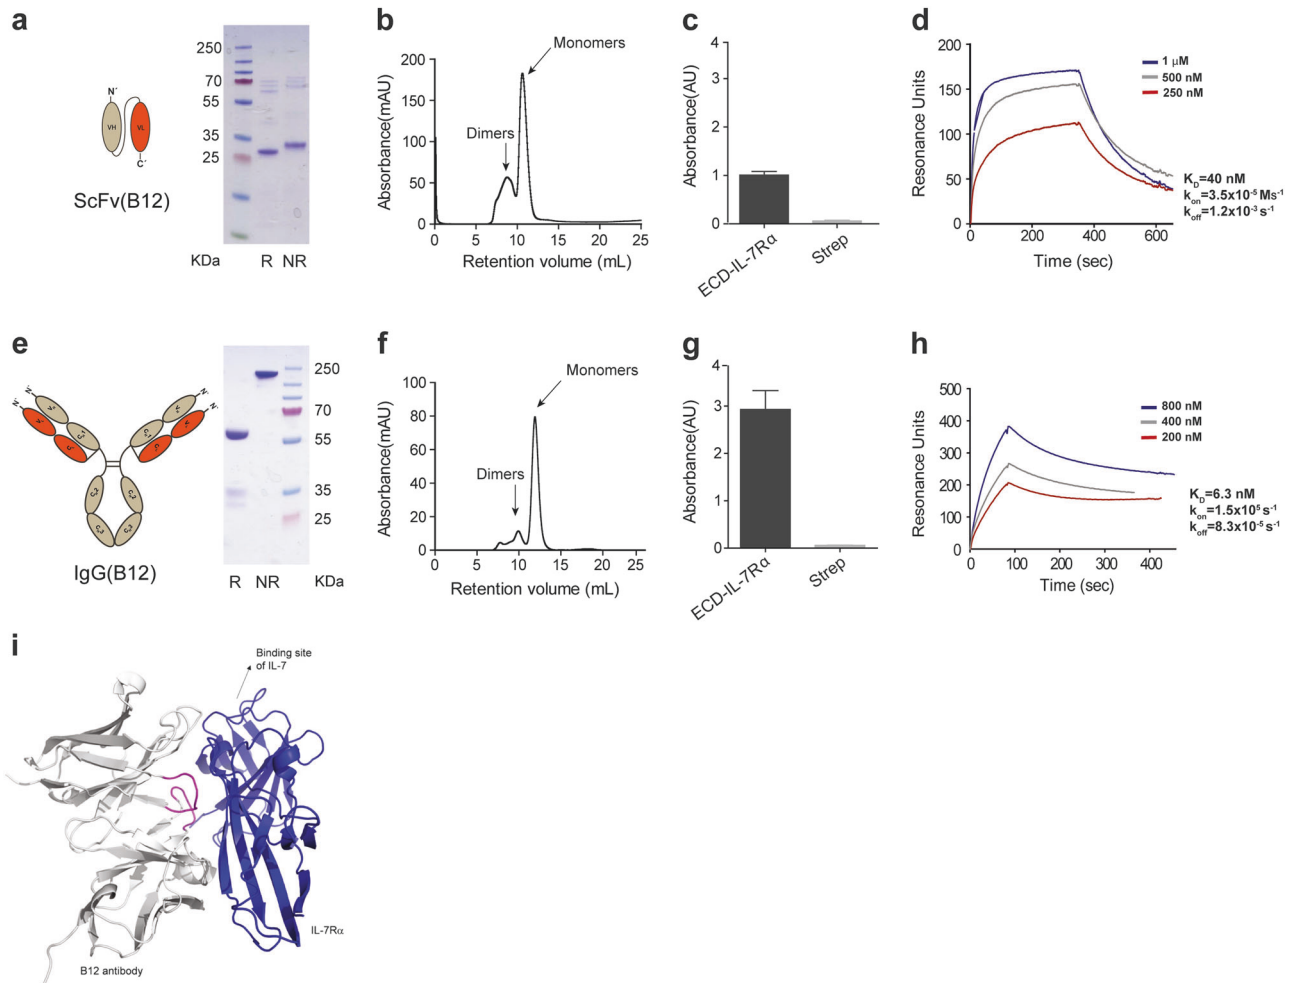 a
N´
VH
VL
C´
ScFv(B12)
250
70
55
35
25
KDa
R
NR
b
Absorbance(mAU)
200
150
100
50
0
Monomers
Dimers
0 5 10 15 20 25
Retention volume (mL)
c
Absorbance(AU)
4
3
2
1
0
ECD-IL-7Rα
Strep
d
Resonance Units
200
150
100
50
0
1 μM
500 nM
250 nM
0 200 400 600
Time (sec)
K_D=40 nM
k_on=3.5x10⁻⁵ Ms⁻¹
k_off=1.2x10⁻³ s⁻¹
e
IgG(B12)
250
70
55
35
25
R
NR
KDa
f
Absorbance(mAU)
100
80
60
40
20
0
Monomers
Dimers
0 5 10 15 20 25
Retention volume (mL)
g
Absorbance(AU)
4
3
2
1
0
ECD-IL-7Rα
Strep
h
Resonance Units
500
400
300
200
100
0
800 nM
400 nM
200 nM
0 100 200 300 400
Time (sec)
K_D=6.3 nM
k_on=1.5x10⁵ s⁻¹
k_off=8.3x10⁻⁵ s⁻¹
i
Binding site
of IL-7
IL-7Rα
B12 antibody